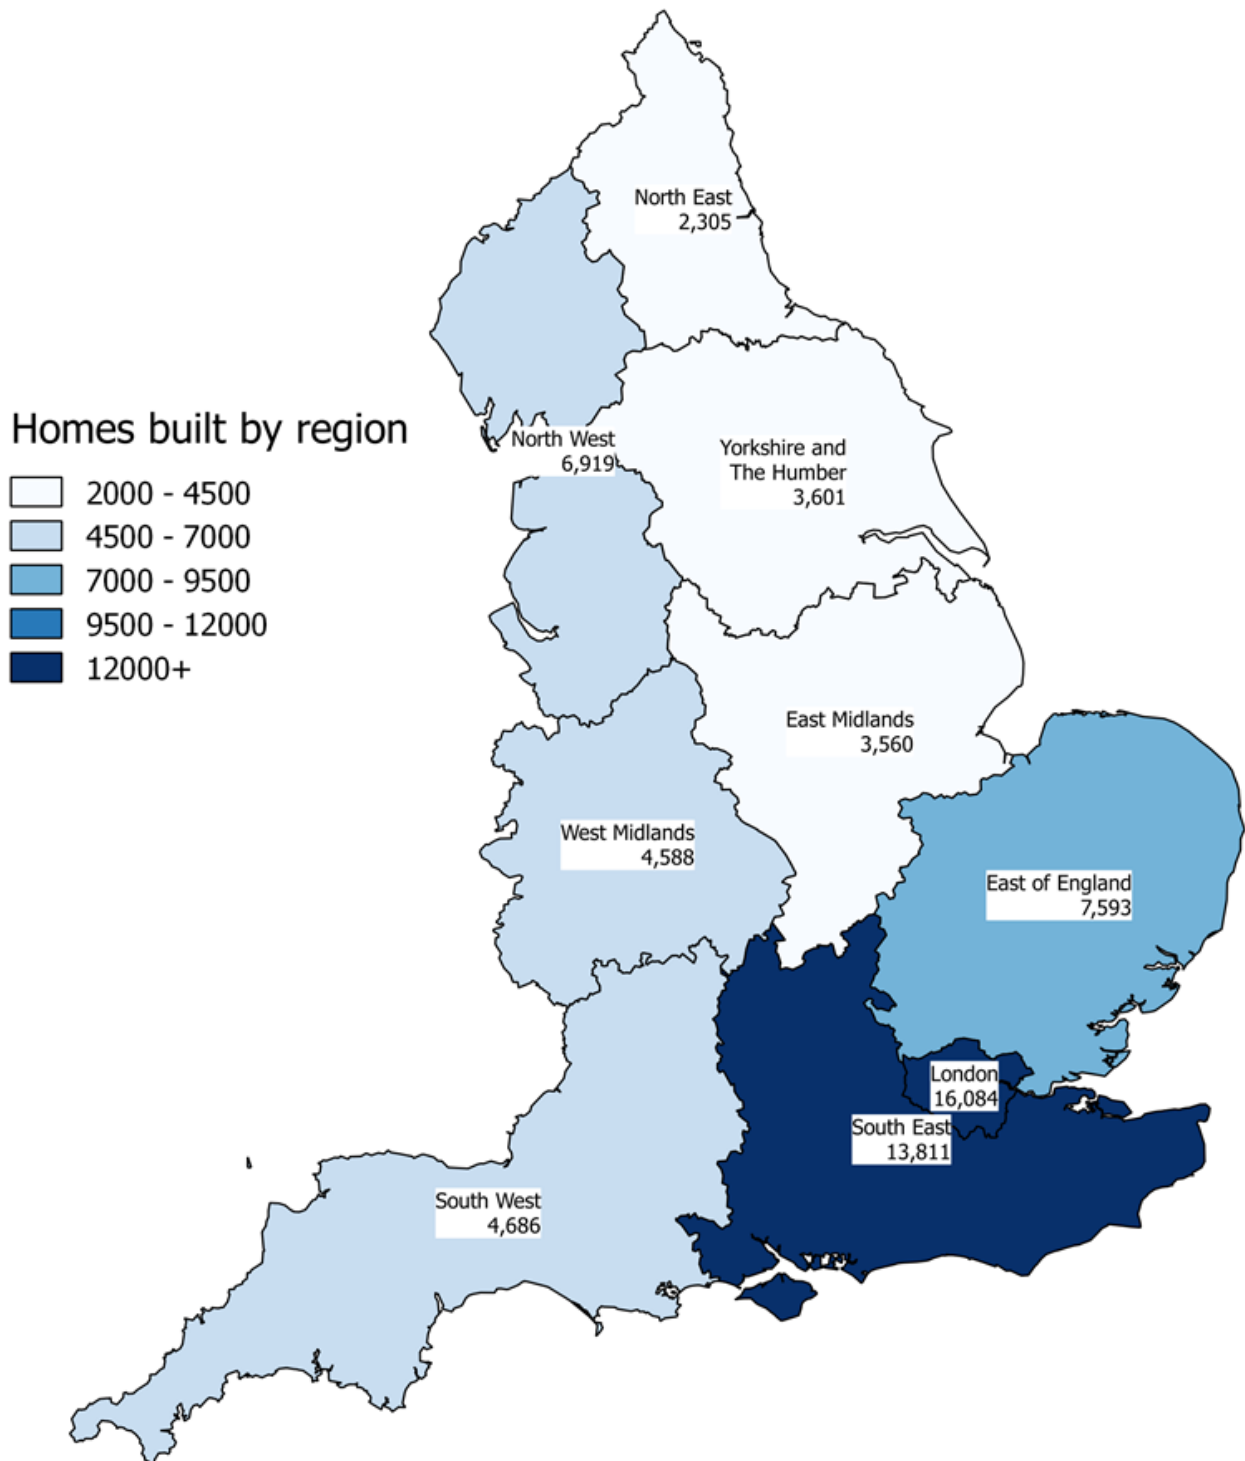 North East
2,305
Homes built by region
2000 - 4500
4500 - 7000
7000 - 9500
9500 - 12000
12000+
North West
6,919
Yorkshire and
The Humber
3,601
East Midlands
3,560
West Midlands
4,588
East of England
7,593
London
16,084
South East
13,811
South West
4,686